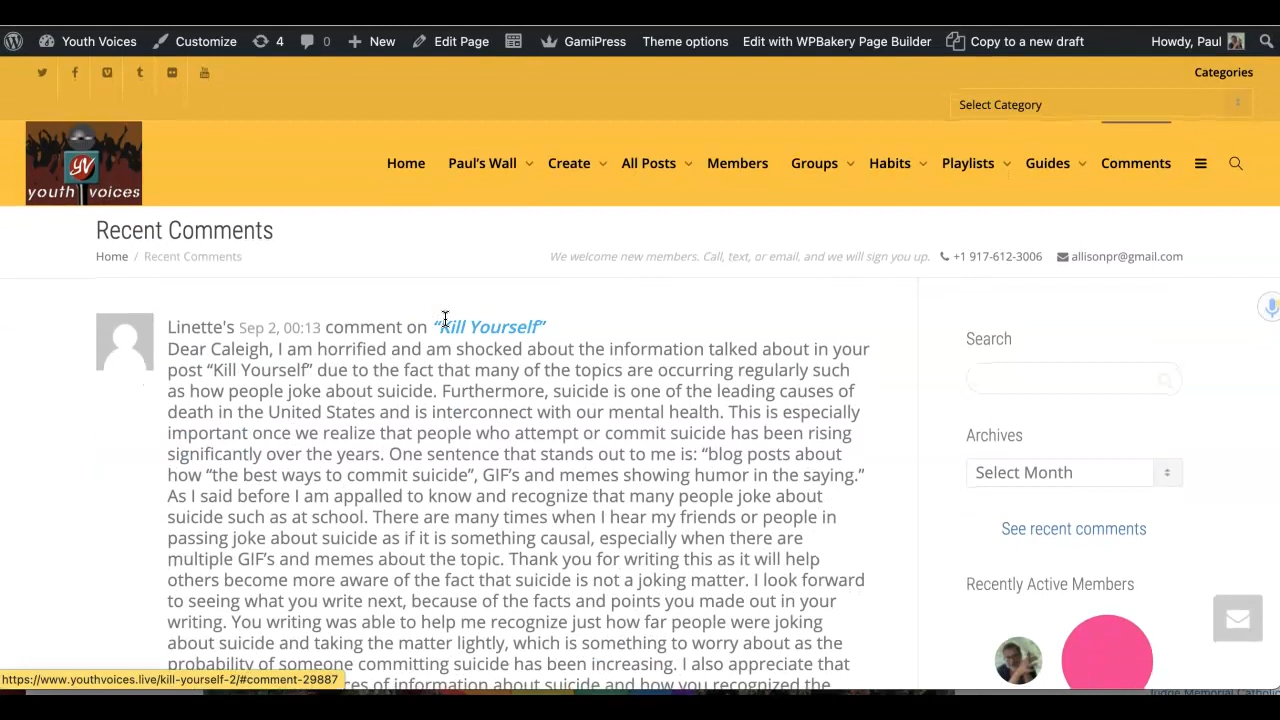 Youth Voices Customize 4 0 New Edit Page GamiPress Theme options Edit with WPBakery Page Builder Copy to a new draft Howdy, Paul
Categories
Select Category
YV
youth voices
Home Paul's Wall Create All Posts Members Groups Habits Playlists Guides Comments
Recent Comments
Home / Recent Comments
We welcome new members. Call, text, or email, and we will sign you up. +1 917-612-3006 allisonpr@gmail.com
Linette's Sep 2, 00:13 comment on “Kill Yourself”
Dear Caleigh, I am horrified and am shocked about the information talked about in your
post “Kill Yourself” due to the fact that many of the topics are occurring regularly such
as how people joke about suicide. Furthermore, suicide is one of the leading causes of
death in the United States and is interconnect with our mental health. This is especially
important once we realize that people who attempt or commit suicide has been rising
significantly over the years. One sentence that stands out to me is: “blog posts about
how “the best ways to commit suicide”, GIF’s and memes showing humor in the saying.”
As I said before I am appalled to know and recognize that many people joke about
suicide such as at school. There are many times when I hear my friends or people in
passing joke about suicide as if it is something causal, especially when there are
multiple GIF’s and memes about the topic. Thank you for writing this as it will help
others become more aware of the fact that suicide is not a joking matter. I look forward
to seeing what you write next, because of the facts and points you made out in your
writing. You writing was able to help me recognize just how far people were joking
about suicide and taking the matter lightly, which is something to worry about as the
probability of someone committing suicide has been increasing. I also appreciate that
ces of information about suicide and how you recognized the
Search
Archives
Select Month
See recent comments
Recently Active Members
https://www.youthvoices.live/kill-yourself-2/#comment-29887